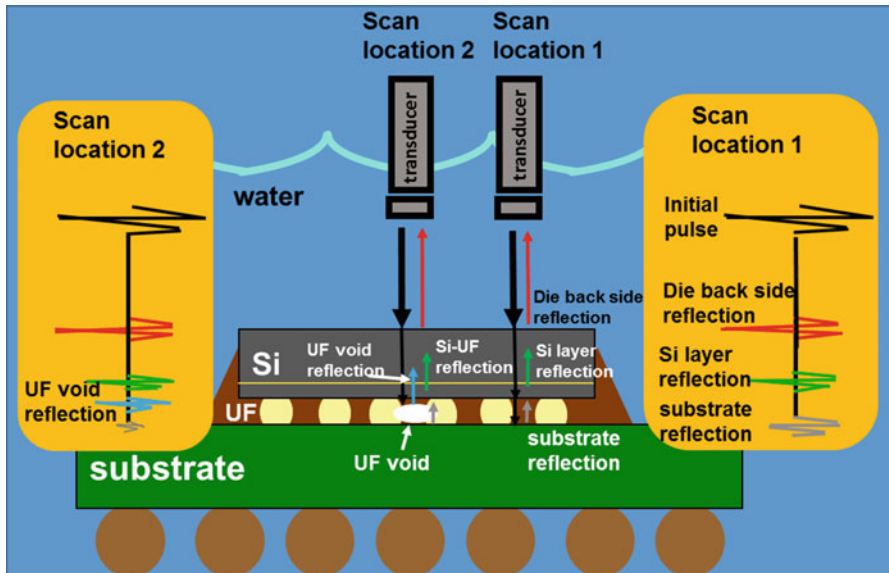 Scan
location 2
Scan
location 1
transducer
transducer
Scan
location 2
UF void
reflection
water
Scan
location 1
Initial
pulse
Die back side
reflection
Si layer
reflection
substrate
reflection
Die back side
reflection
Si
UF void
reflection
Si-UF
reflection
Si layer
reflection
UF
UF void
substrate
reflection
substrate